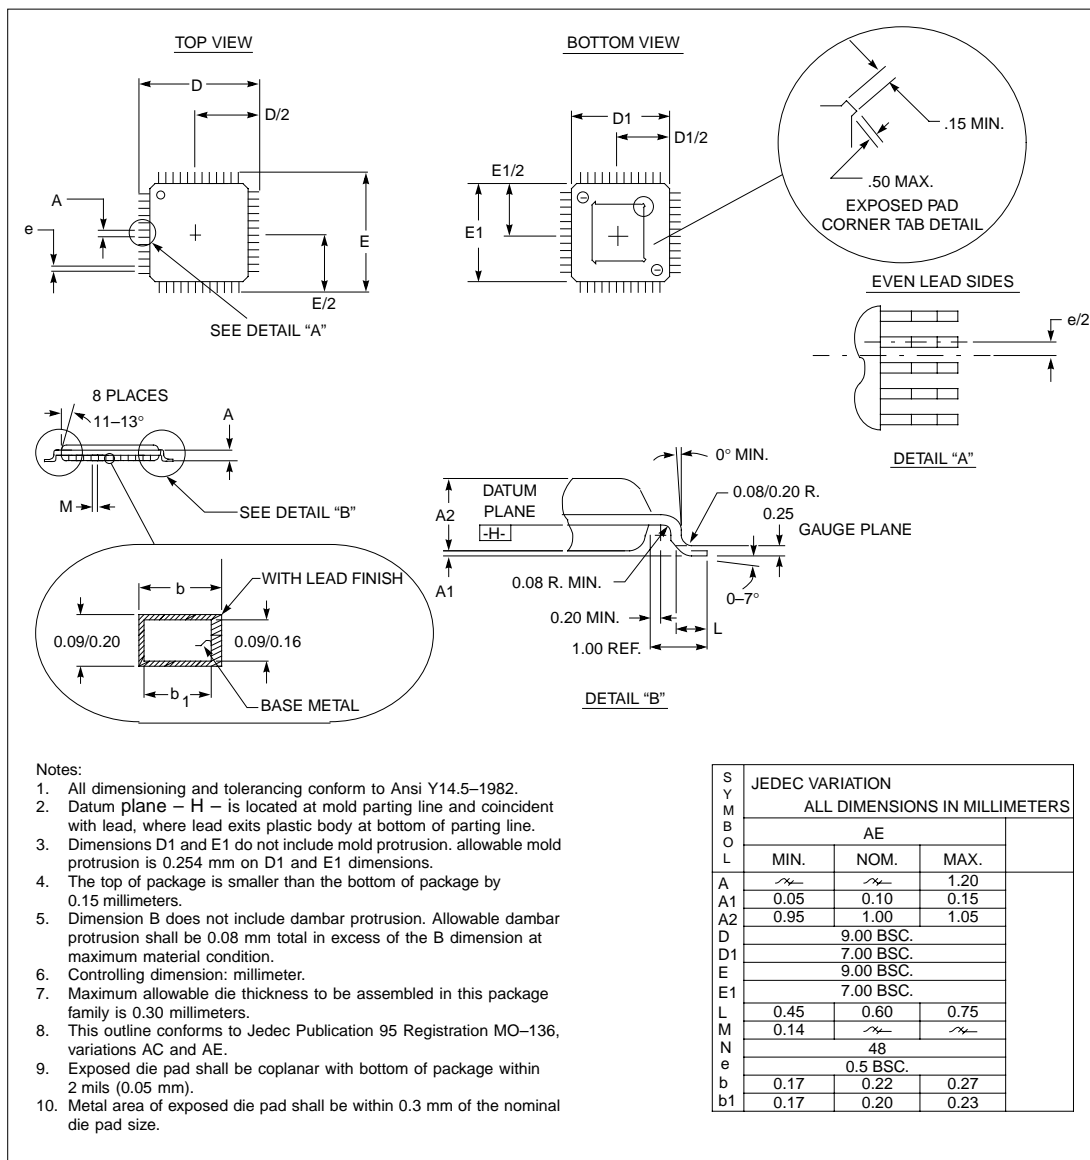 TOP VIEW
BOTTOM VIEW
D
D/2
A
e
E
E/2
SEE DETAIL “A”
D1
D1/2
E1/2
E1
.15 MIN.
.50 MAX.
EXPOSED PAD
CORNER TAB DETAIL
EVEN LEAD SIDES
e/2
DETAIL “A”
8 PLACES
11–13°
A
M
SEE DETAIL “B”
b
WITH LEAD FINISH
0.09/0.20
0.09/0.16
b1
BASE METAL
0° MIN.
DATUM
PLANE
-H-
A2
A1
0.08/0.20 R.
0.25
GAUGE PLANE
0.08 R. MIN.
0–7°
0.20 MIN.
L
1.00 REF.
DETAIL “B”
Notes:
1. All dimensioning and tolerancing conform to Ansi Y14.5–1982.
2. Datum plane – H – is located at mold parting line and coincident
with lead, where lead exits plastic body at bottom of parting line.
3. Dimensions D1 and E1 do not include mold protrusion. allowable mold
protrusion is 0.254 mm on D1 and E1 dimensions.
4. The top of package is smaller than the bottom of package by
0.15 millimeters.
5. Dimension B does not include dambar protrusion. Allowable dambar
protrusion shall be 0.08 mm total in excess of the B dimension at
maximum material condition.
6. Controlling dimension: millimeter.
7. Maximum allowable die thickness to be assembled in this package
family is 0.30 millimeters.
8. This outline conforms to Jedec Publication 95 Registration MO–136,
variations AC and AE.
9. Exposed die pad shall be coplanar with bottom of package within
2 mils (0.05 mm).
10. Metal area of exposed die pad shall be within 0.3 mm of the nominal
die pad size.
SYMBOL
JEDEC VARIATION
ALL DIMENSIONS IN MILLIMETERS
AE
MIN. NOM. MAX.
A 1.20
A1 0.05 0.10 0.15
A2 0.95 1.00 1.05
D 9.00 BSC.
D1 7.00 BSC.
E 9.00 BSC.
E1 7.00 BSC.
L 0.45 0.60 0.75
M 0.14
N 48
e 0.5 BSC.
b 0.17 0.22 0.27
b1 0.17 0.20 0.23